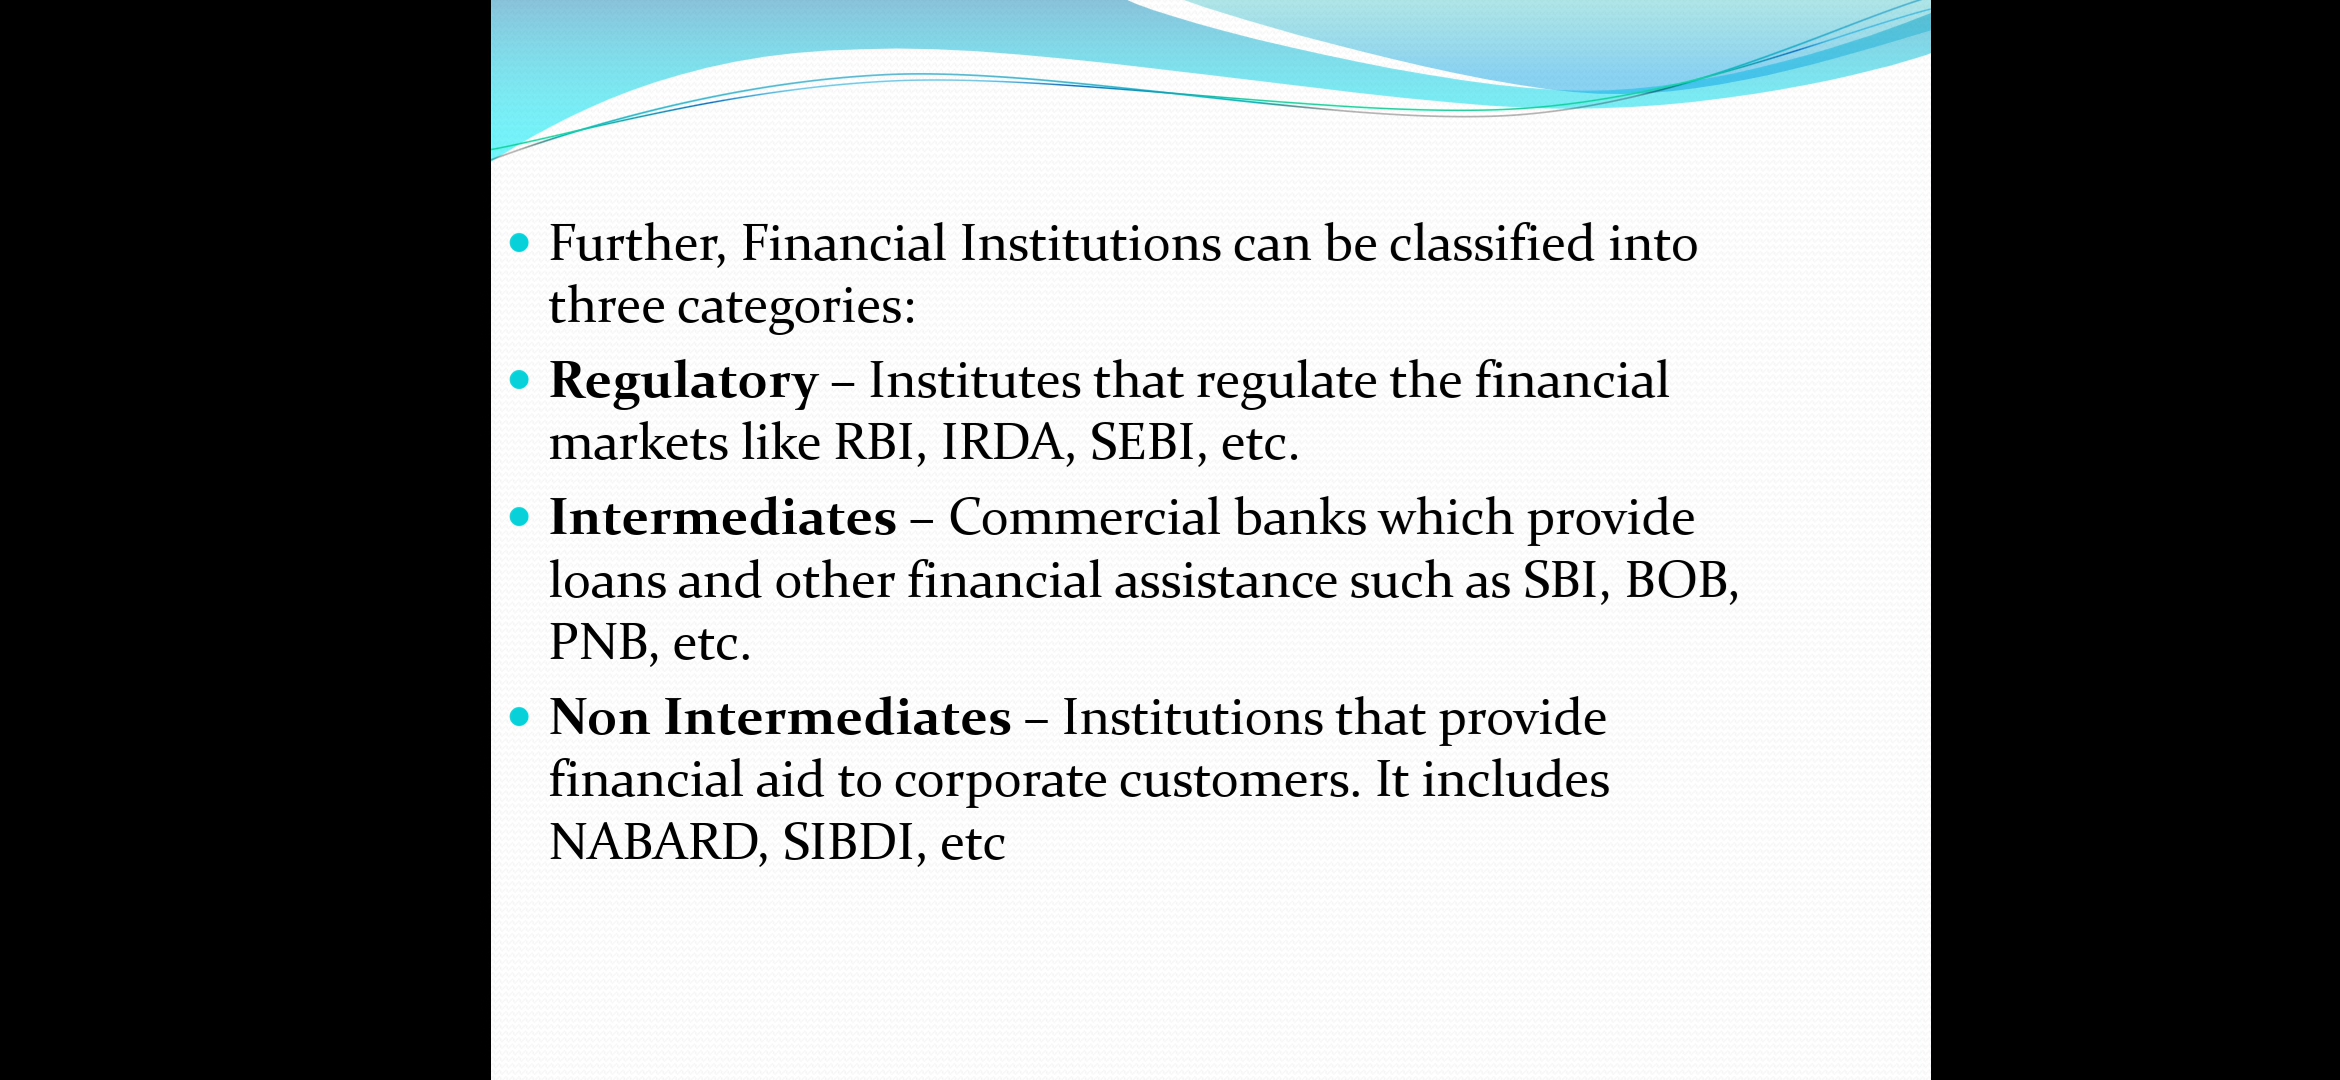 Further, Financial Institutions can be classified into
three categories:
Regulatory – Institutes that regulate the financial
markets like RBI, IRDA, SEBI, etc.
Intermediates – Commercial banks which provide
loans and other financial assistance such as SBI, BOB,
PNB, etc.
Non Intermediates – Institutions that provide
financial aid to corporate customers. It includes
NABARD, SIBDI, etc